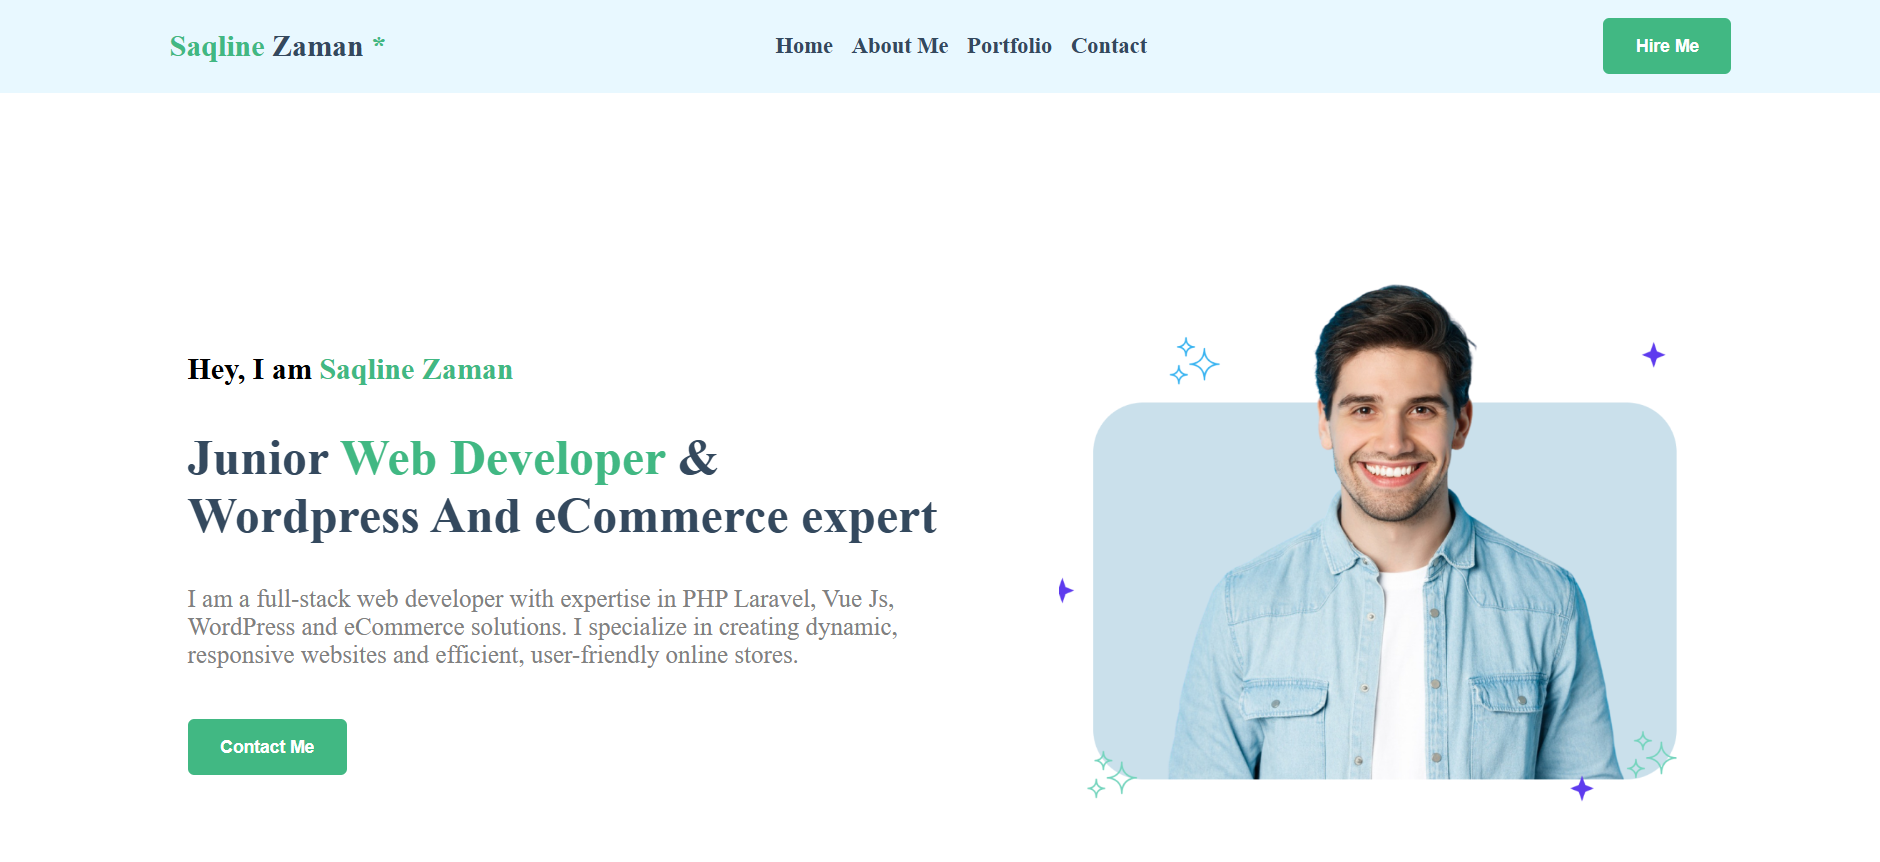 Saqline Zaman *
Home About Me Portfolio Contact
Hire Me
Hey, I am Saqline Zaman
Junior Web Developer &
Wordpress And eCommerce expert
I am a full-stack web developer with expertise in PHP Laravel, Vue Js,
WordPress and eCommerce solutions. I specialize in creating dynamic,
responsive websites and efficient, user-friendly online stores.
Contact Me